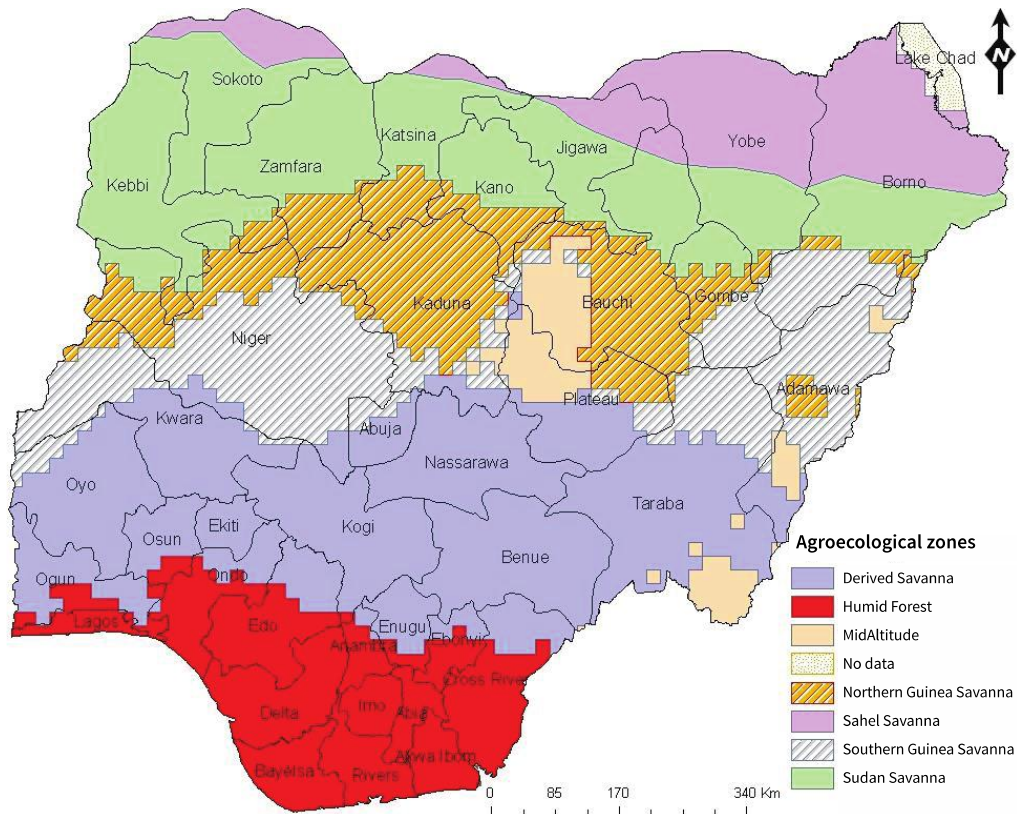 Lake Chad
N
Sokoto
Katsina
Jigawa
Yobe
Zamfara
Kebbi
Kano
Borno
Kaduna
Bauchi
Gombe
Niger
Adamawa
Plateau
Kwara
Abuja
Nassarawa
Oyo
Taraba
Kogi
Ekiti
Osun
Benue
Ogun
Ondo
Lagos
Edo
Enugu
Ebonyi
Anambra
Cross River
Imo
Abia
Delta
Akwa Ibom
Bayelsa
Rivers
Agroecological zones
Derived Savanna
Humid Forest
MidAltitude
No data
Northern Guinea Savanna
Sahel Savanna
Southern Guinea Savanna
Sudan Savanna
0 85 170 340 Km